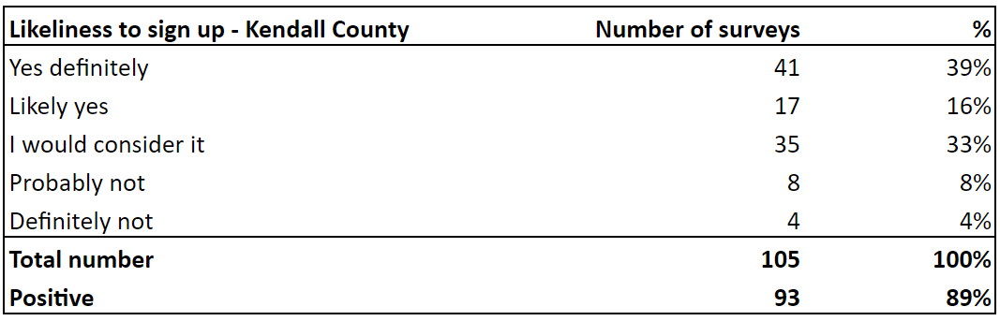 Likeliness to sign up - Kendall County Number of surveys %
Yes definitely 41 39%
Likely yes 17 16%
I would consider it 35 33%
Probably not 8 8%
Definitely not 4 4%
Total number 105 100%
Positive 93 89%